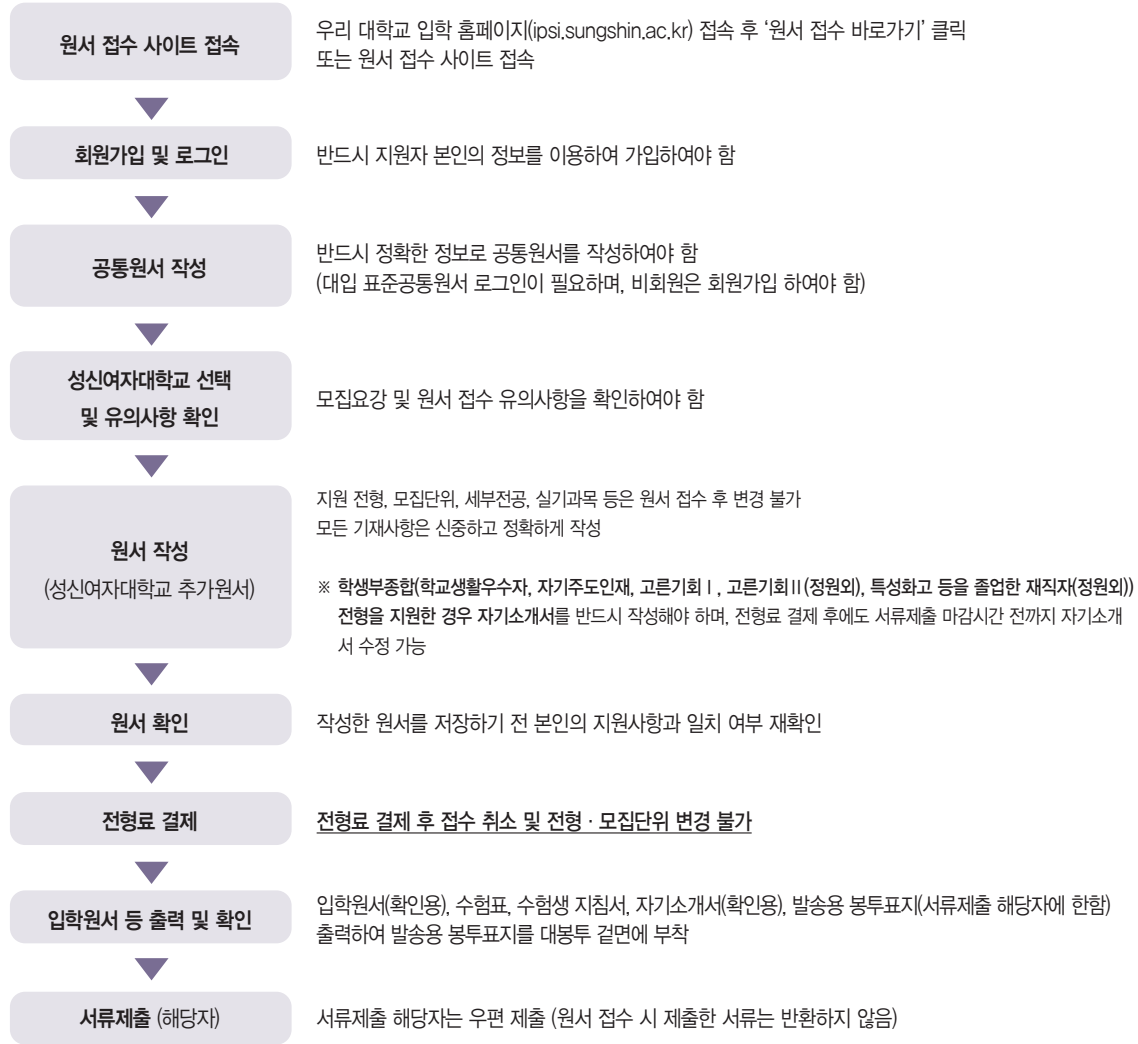 원서 접수 사이트 접속
우리 대학교 입학 홈페이지(ipsi.sungshin.ac.kr) 접속 후 ‘원서 접수 바로가기’ 클릭
또는 원서 접수 사이트 접속
회원가입 및 로그인
반드시 지원자 본인의 정보를 이용하여 가입하여야 함
공통원서 작성
반드시 정확한 정보로 공통원서를 작성하여야 함
(대입 표준공통원서 로그인이 필요하며, 비회원은 회원가입 하여야 함)
성신여자대학교 선택
및 유의사항 확인
모집요강 및 원서 접수 유의사항을 확인하여야 함
원서 작성
(성신여자대학교 추가원서)
지원 전형, 모집단위, 세부전공, 실기과목 등은 원서 접수 후 변경 불가
모든 기재사항은 신중하고 정확하게 작성
※ 학생부종합(학교생활우수자, 자기주도인재, 고른기회Ⅰ, 고른기회Ⅱ(정원외), 특성화고 등을 졸업한 재직자(정원외))
전형을 지원한 경우 자기소개서를 반드시 작성해야 하며, 전형료 결제 후에도 서류제출 마감시간 전까지 자기소개
서 수정 가능
원서 확인
작성한 원서를 저장하기 전 본인의 지원사항과 일치 여부 재확인
전형료 결제
전형료 결제 후 접수 취소 및 전형 · 모집단위 변경 불가
입학원서 등 출력 및 확인
입학원서(확인용), 수험표, 수험생 지침서, 자기소개서(확인용), 발송용 봉투표지(서류제출 해당자에 한함)
출력하여 발송용 봉투표지를 대봉투 겉면에 부착
서류제출 (해당자)
서류제출 해당자는 우편 제출 (원서 접수 시 제출한 서류는 반환하지 않음)